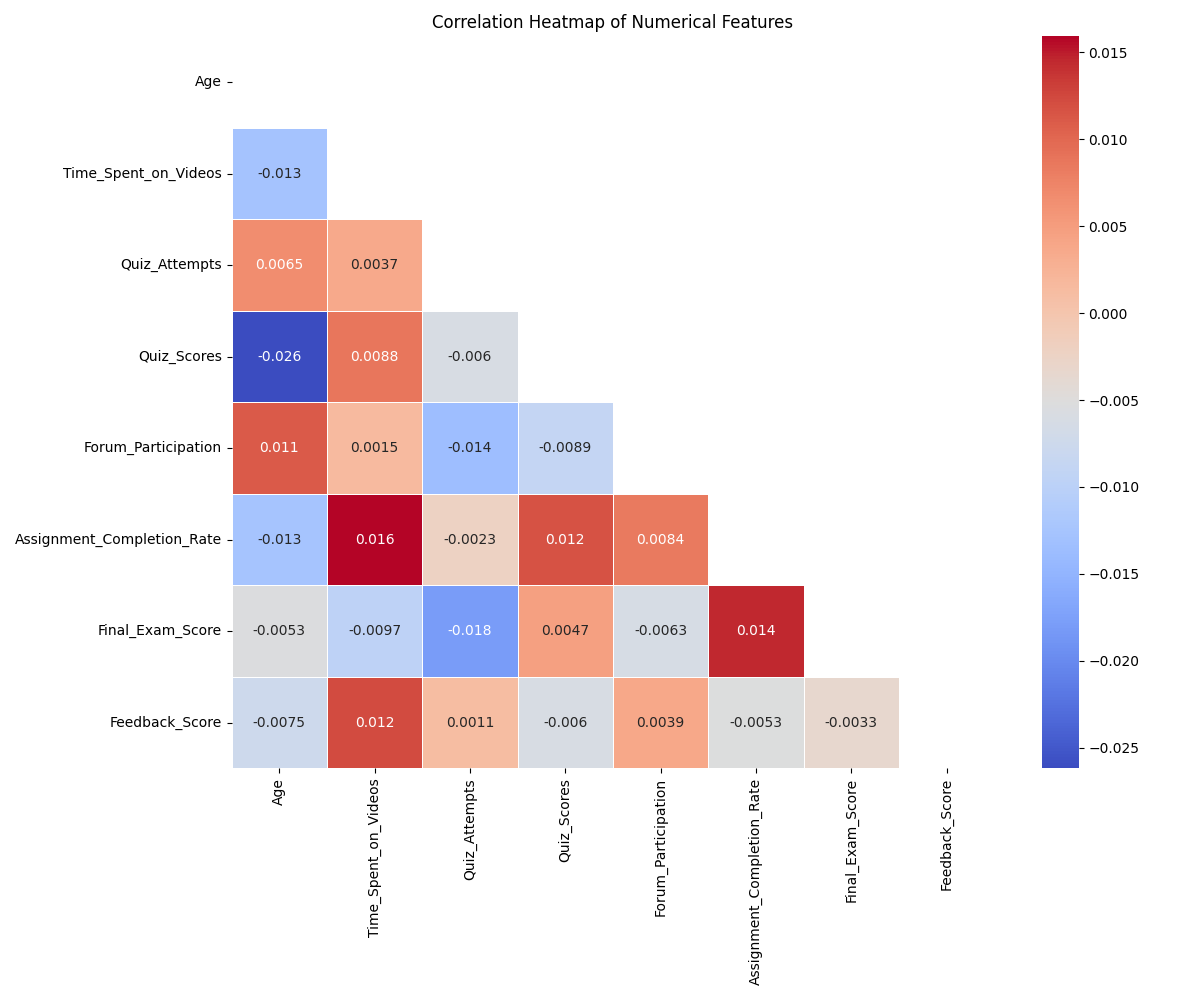 Correlation Heatmap of Numerical Features
Age
Time_Spent_on_Videos
-0.013
Quiz_Attempts
0.0065 0.0037
Quiz_Scores
-0.026 0.0088 -0.006
Forum_Participation
0.011 0.0015 -0.014 -0.0089
Assignment_Completion_Rate
-0.013 0.016 -0.0023 0.012 0.0084
Final_Exam_Score
-0.0053 -0.0097 -0.018 0.0047 -0.0063 0.014
Feedback_Score
-0.0075 0.012 0.0011 -0.006 0.0039 -0.0053 -0.0033
Age
Time_Spent_on_Videos
Quiz_Attempts
Quiz_Scores
Forum_Participation
Assignment_Completion_Rate
Final_Exam_Score
Feedback_Score
0.015
0.010
0.005
0.000
−0.005
−0.010
−0.015
−0.020
−0.025